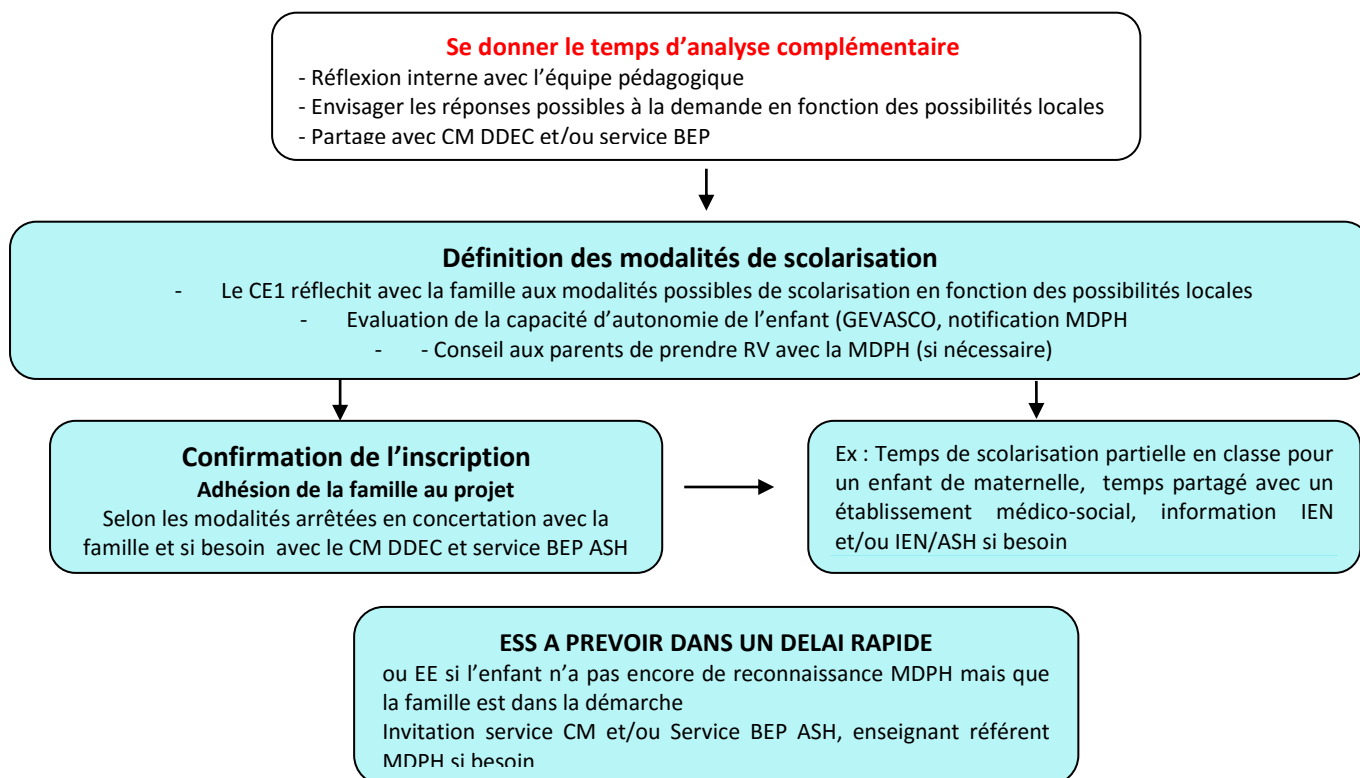 Se donner le temps d’analyse complémentaire
- Réflexion interne avec l’équipe pédagogique
- Envisager les réponses possibles à la demande en fonction des possibilités locales
- Partage avec CM DDEC et/ou service BEP
Définition des modalités de scolarisation
- Le CE1 réflechit avec la famille aux modalités possibles de scolarisation en fonction des possibilités locales
- Evaluation de la capacité d’autonomie de l’enfant (GEVASCO, notification MDPH
- - Conseil aux parents de prendre RV avec la MDPH (si nécessaire)
Confirmation de l’inscription
Adhésion de la famille au projet
Selon les modalités arrêtées en concertation avec la
famille et si besoin avec le CM DDEC et service BEP ASH
Ex : Temps de scolarisation partielle en classe pour
un enfant de maternelle, temps partagé avec un
établissement médico-social, information IEN
et/ou IEN/ASH si besoin
ESS A PREVOIR DANS UN DELAI RAPIDE
ou EE si l’enfant n’a pas encore de reconnaissance MDPH mais que
la famille est dans la démarche
Invitation service CM et/ou Service BEP ASH, enseignant référent
MDPH si besoin